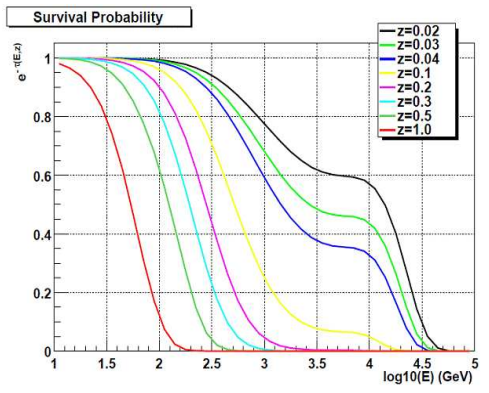 Survival Probability
z=0.02
z=0.03
z=0.04
z=0.1
z=0.2
z=0.3
z=0.5
z=1.0
e^-τ(E,z)
1
0.8
0.6
0.4
0.2
0
1 1.5 2 2.5 3 3.5 4 4.5 5
log10(E) (GeV)